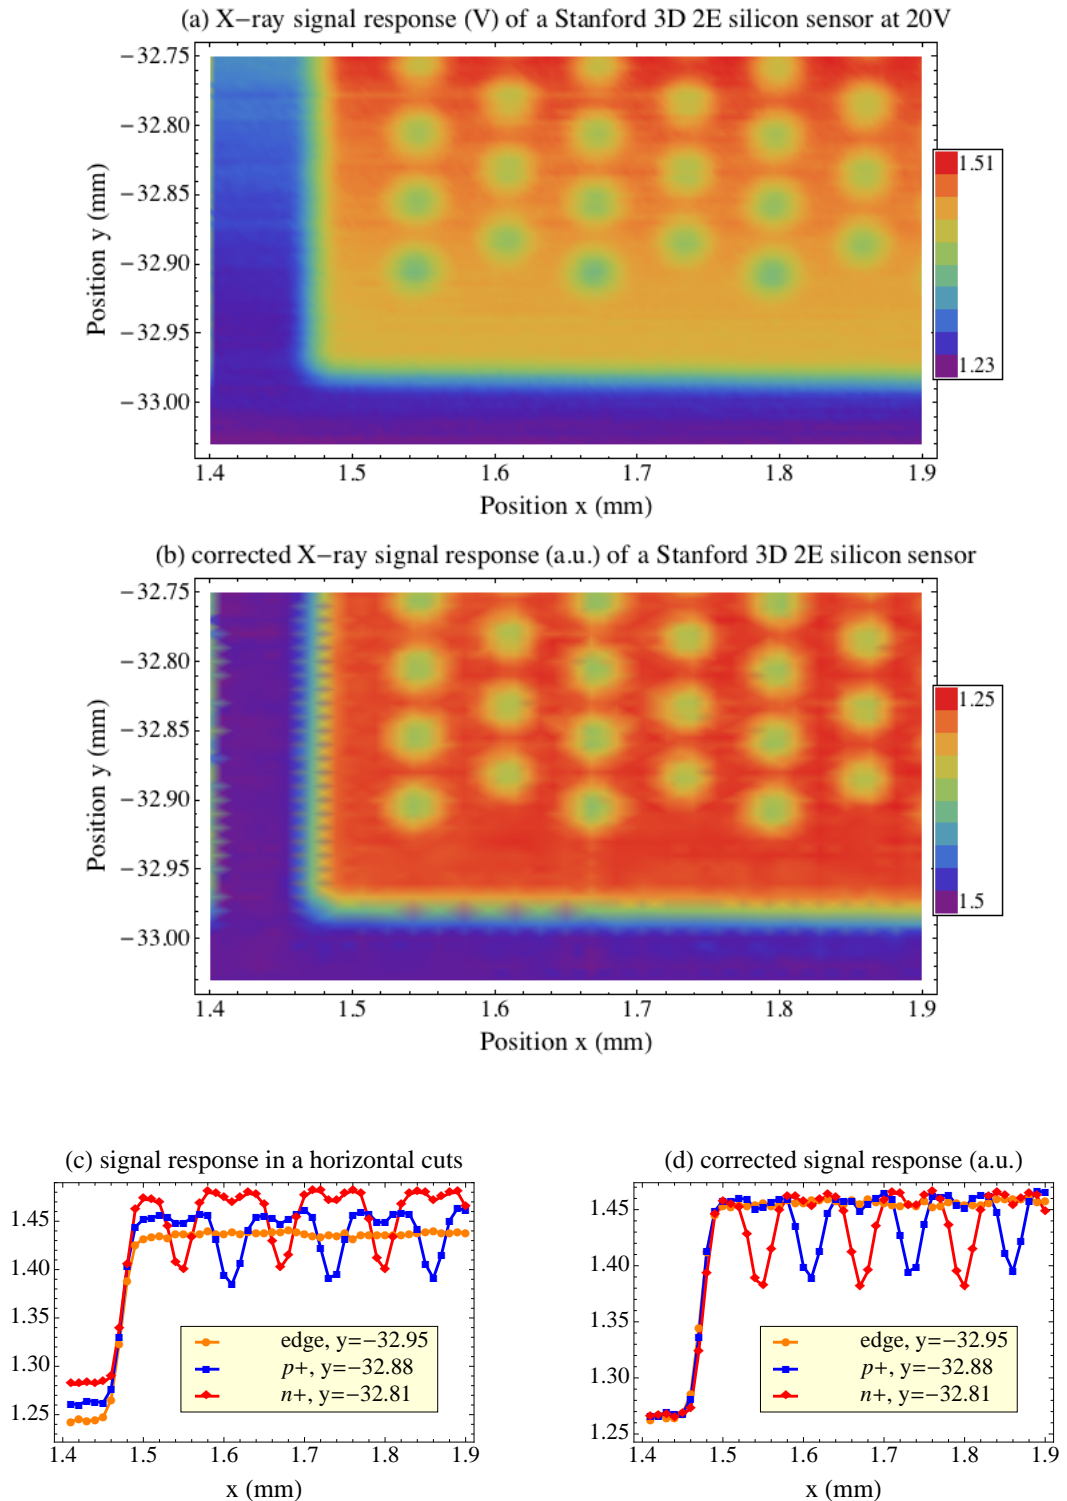 (a) X−ray signal response (V) of a Stanford 3D 2E silicon sensor at 20V
−32.75
−32.80
−32.85
−32.90
−32.95
−33.00
Position y (mm)
1.51
1.23
1.4 1.5 1.6 1.7 1.8 1.9
Position x (mm)
(b) corrected X−ray signal response (a.u.) of a Stanford 3D 2E silicon sensor
−32.75
−32.80
−32.85
−32.90
−32.95
−33.00
Position y (mm)
1.25
1.5
1.4 1.5 1.6 1.7 1.8 1.9
Position x (mm)
(c) signal response in a horizontal cuts
1.45
1.40
1.35
1.30
1.25
edge, y=−32.95
p+, y=−32.88
n+, y=−32.81
1.4 1.5 1.6 1.7 1.8 1.9
x (mm)
(d) corrected signal response (a.u.)
1.45
1.40
1.35
1.30
1.25
edge, y=−32.95
p+, y=−32.88
n+, y=−32.81
1.4 1.5 1.6 1.7 1.8 1.9
x (mm)